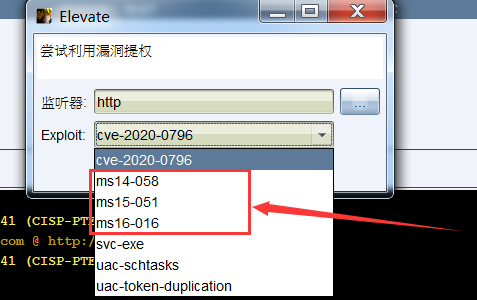 Elevate
尝试利用漏洞提权
监听器: http
...
Exploit: cve-2020-0796
cve-2020-0796
ms14-058
ms15-051
ms16-016
svc-exe
uac-schtasks
uac-token-duplication
41 (CISP-PTE
com @ http:/
41 (CISP-PTE